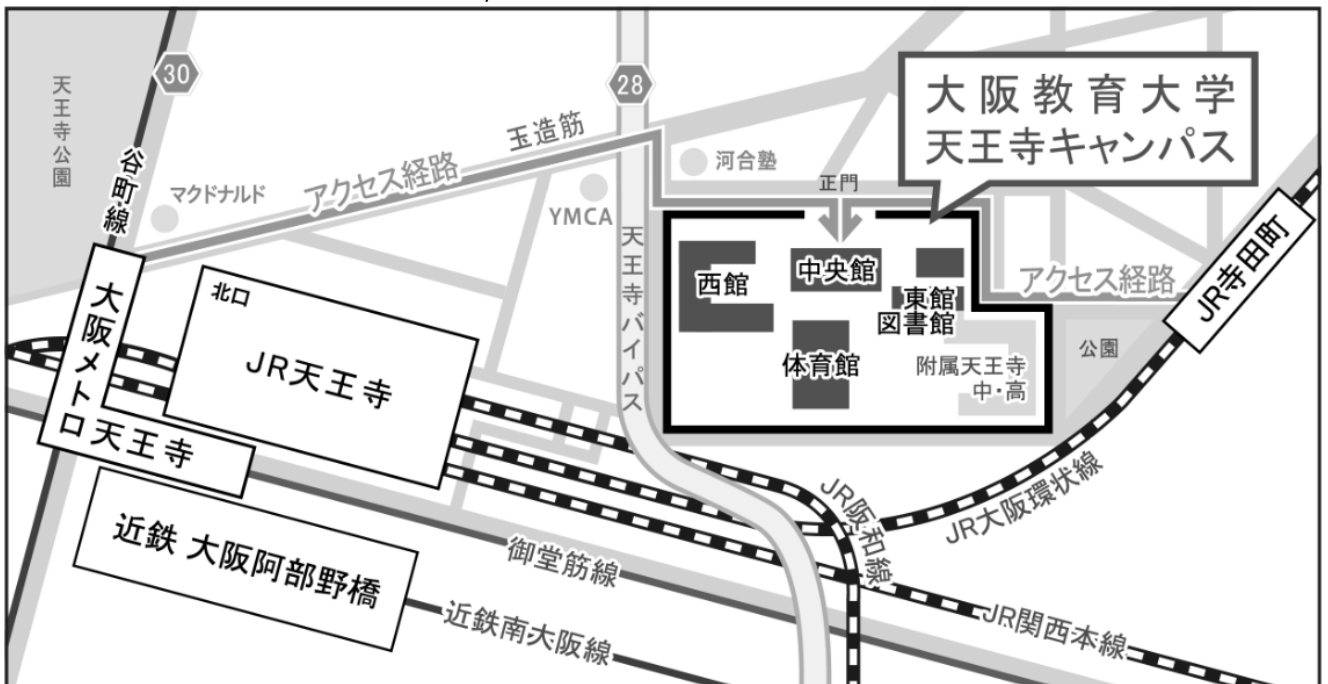 天王寺公園
30
谷町線
マクドナルド
アクセス経路
玉造筋
28
YMCA
河合塾
大阪教育大学
天王寺キャンパス
正門
西館
中央館
東館
図書館
体育館
附属天王寺
中・高
公園
アクセス経路
JR寺田町
天王寺バイパス
北口
JR天王寺
大阪メトロ天王寺
近鉄 大阪阿部野橋
御堂筋線
近鉄南大阪線
JR阪和線
JR大阪環状線
JR関西本線